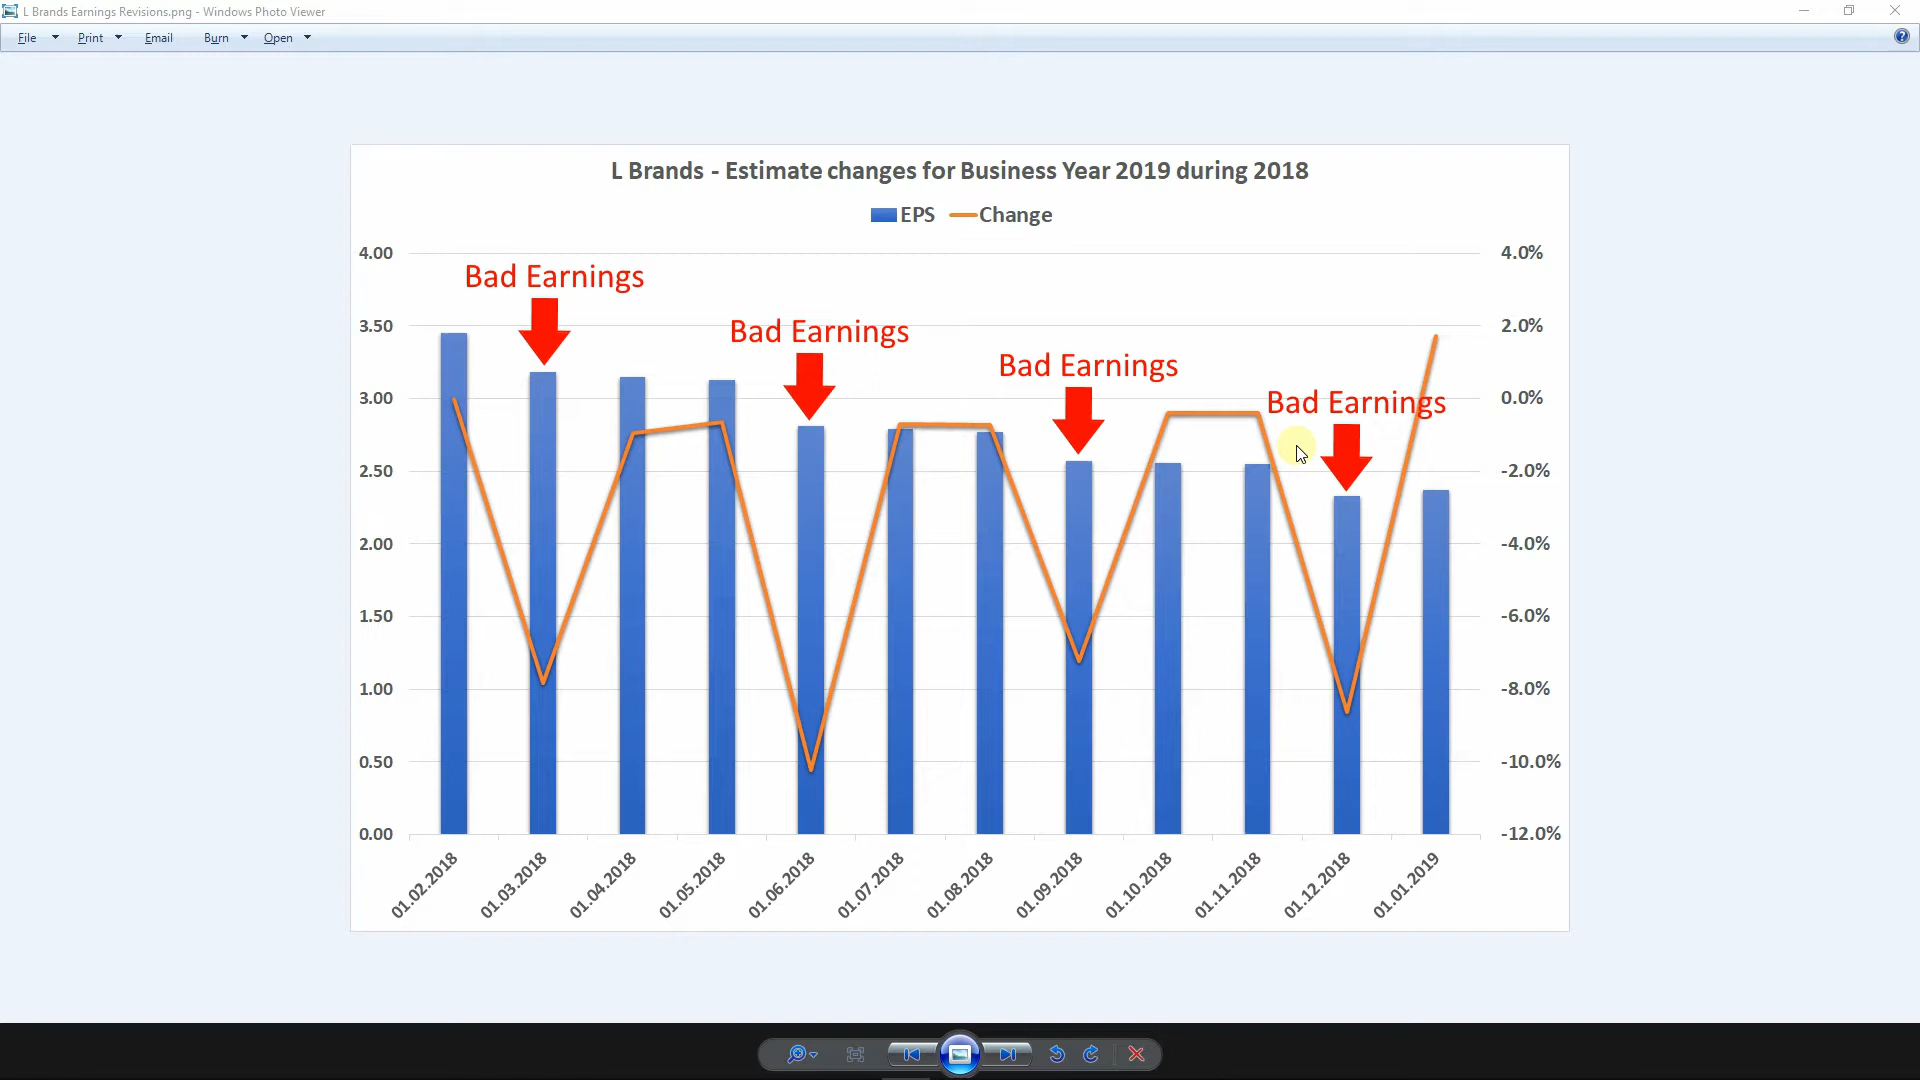 L Brands Earnings Revisions.png - Windows Photo Viewer
File Print Email Burn Open
L Brands - Estimate changes for Business Year 2019 during 2018
EPS Change
4.00 4.0%
Bad Earnings
3.50 2.0%
Bad Earnings
Bad Earnings
3.00 0.0%
Bad Earnings
2.50 -2.0%
2.00 -4.0%
1.50 -6.0%
1.00 -8.0%
0.50 -10.0%
0.00 -12.0%
01.02.2018 01.03.2018 01.04.2018 01.05.2018 01.06.2018 01.07.2018 01.08.2018 01.09.2018 01.10.2018 01.11.2018 01.12.2018 01.01.2019